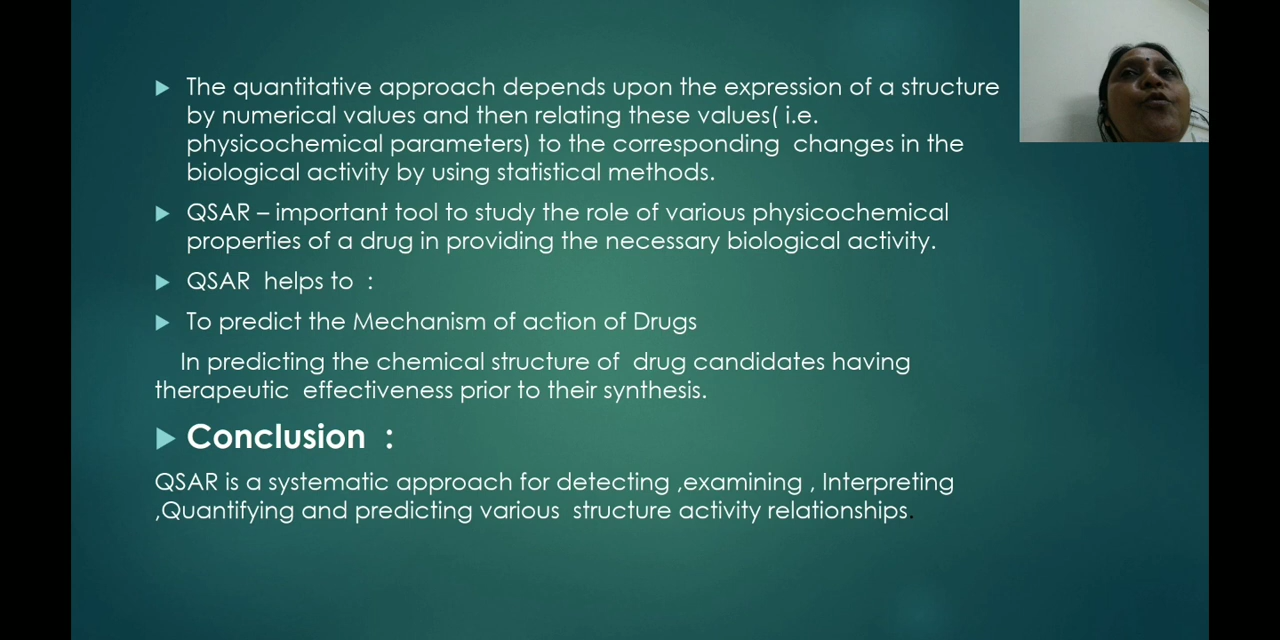 The quantitative approach depends upon the expression of a structure
by numerical values and then relating these values( i.e.
physicochemical parameters) to the corresponding  changes in the
biological activity by using statistical methods.
QSAR – important tool to study the role of various physicochemical
properties of a drug in providing the necessary biological activity.
QSAR  helps to  :
To predict the Mechanism of action of Drugs
In predicting the chemical structure of  drug candidates having
therapeutic  effectiveness prior to their synthesis.
Conclusion  :
QSAR is a systematic approach for detecting ,examining , Interpreting
,Quantifying and predicting various  structure activity relationships.